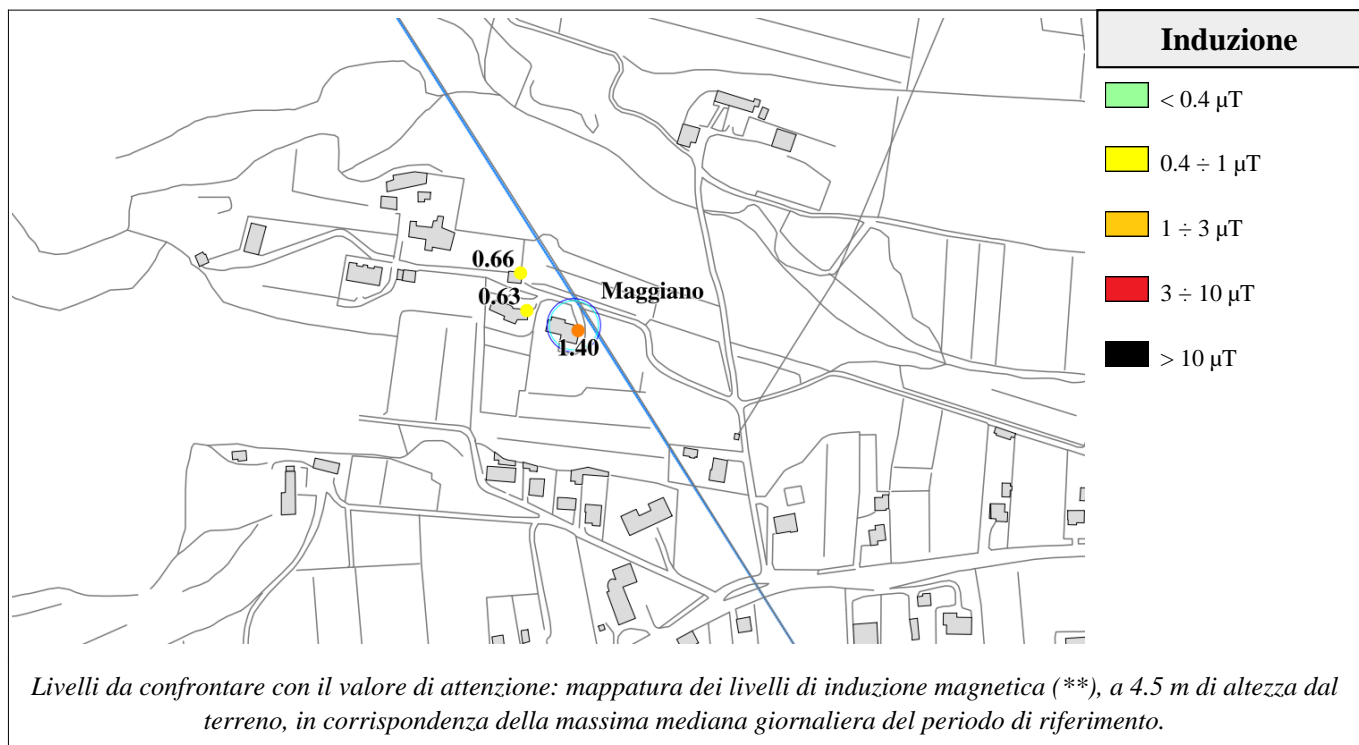 Induzione
< 0.4 µT
0.4 ÷ 1 µT
1 ÷ 3 µT
3 ÷ 10 µT
> 10 µT
0.66
Maggiano
0.63
1.40
Livelli da confrontare con il valore di attenzione: mappatura dei livelli di induzione magnetica (**), a 4.5 m di altezza dal
terreno, in corrispondenza della massima mediana giornaliera del periodo di riferimento.